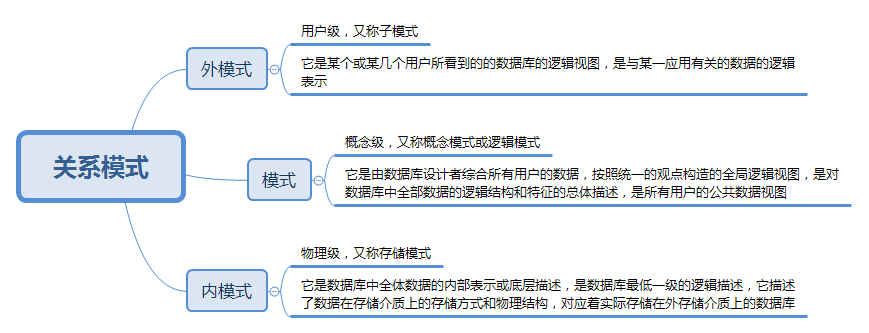 用户级，又称子模式
外模式
它是某个或某几个用户所看到的的数据库的逻辑视图，是与某一应用有关的数据的逻辑
表示
关系模式
概念级，又称概念模式或逻辑模式
模式
它是由数据库设计者综合所有用户的数据，按照统一的观点构造的全局逻辑视图，是对
数据库中全部数据的逻辑结构和特征的总体描述，是所有用户的公共数据视图
物理级，又称存储模式
内模式
它是数据库中全体数据的内部表示或底层描述，是数据库最低一级的逻辑描述，它描述
了数据在存储介质上的存储方式和物理结构，对应着实际存储在外存储介质上的数据库